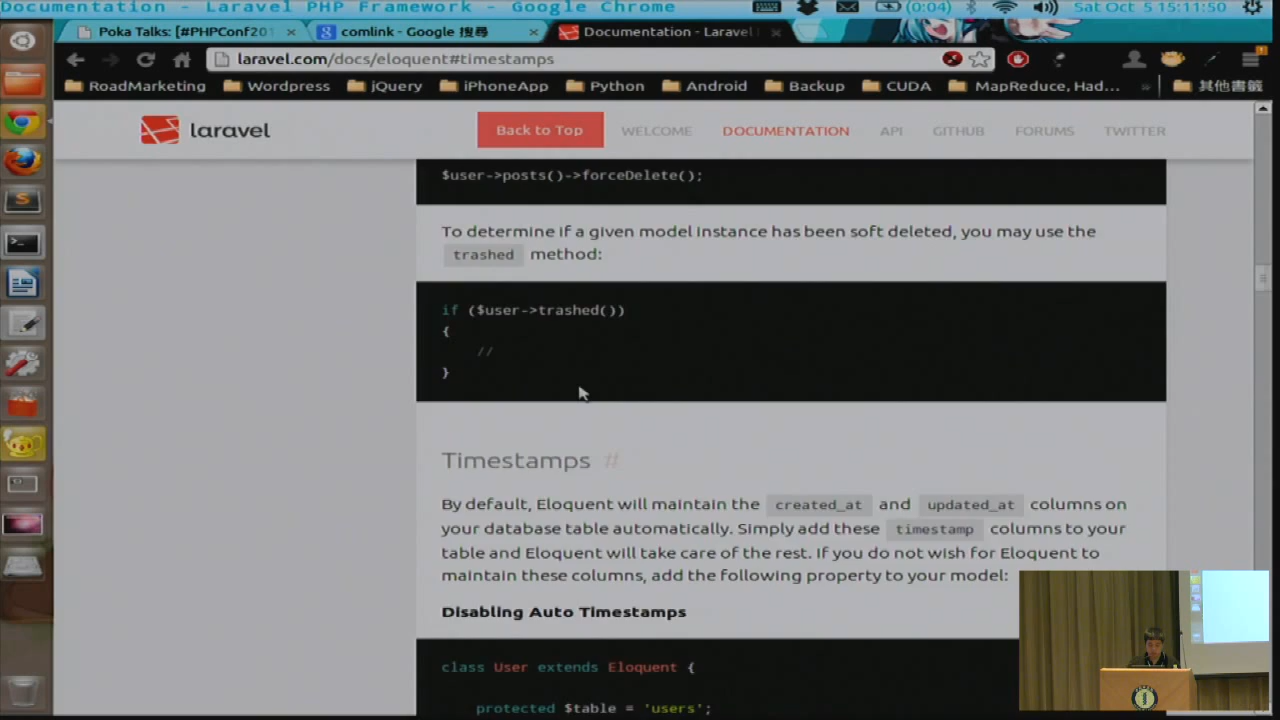 Documentation - Laravel PHP Framework - Google Chrome
(0:04)
Sat Oct 5 15:11:50
Poka Talks: [#PHPConf201
comlink - Google 搜尋
Documentation - Laravel
laravel.com/docs/eloquent#timestamps
RoadMarketing
Wordpress
jQuery
iPhoneApp
Python
Android
Backup
CUDA
MapReduce, Had...
其他書籤
laravel
Back to Top
WELCOME
DOCUMENTATION
API
GITHUB
FORUMS
TWITTER
$user->posts()->forceDelete();
To determine if a given model instance has been soft deleted, you may use the
trashed method:
if ($user->trashed())
{
//
}
Timestamps #
By default, Eloquent will maintain the created_at and updated_at columns on
your database table automatically. Simply add these timestamp columns to your
table and Eloquent will take care of the rest. If you do not wish for Eloquent to
maintain these columns, add the following property to your model:
Disabling Auto Timestamps
class User extends Eloquent {
protected $table = 'users';